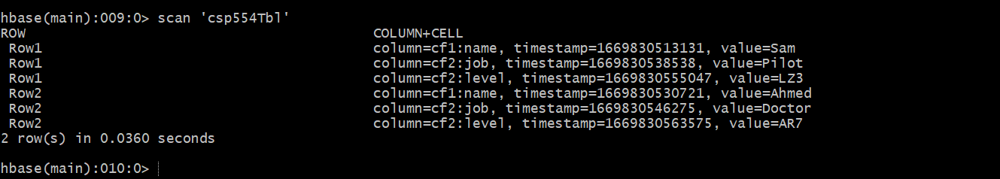 hbase(main):009:0> scan 'csp554Tbl'
ROW COLUMN+CELL
Row1 column=cf1:name, timestamp=1669830513131, value=Sam
Row1 column=cf2:job, timestamp=1669830538538, value=Pilot
Row1 column=cf2:level, timestamp=1669830555047, value=LZ3
Row2 column=cf1:name, timestamp=1669830530721, value=Ahmed
Row2 column=cf2:job, timestamp=1669830546275, value=Doctor
Row2 column=cf2:level, timestamp=1669830563575, value=AR7
2 row(s) in 0.0360 seconds
hbase(main):010:0>